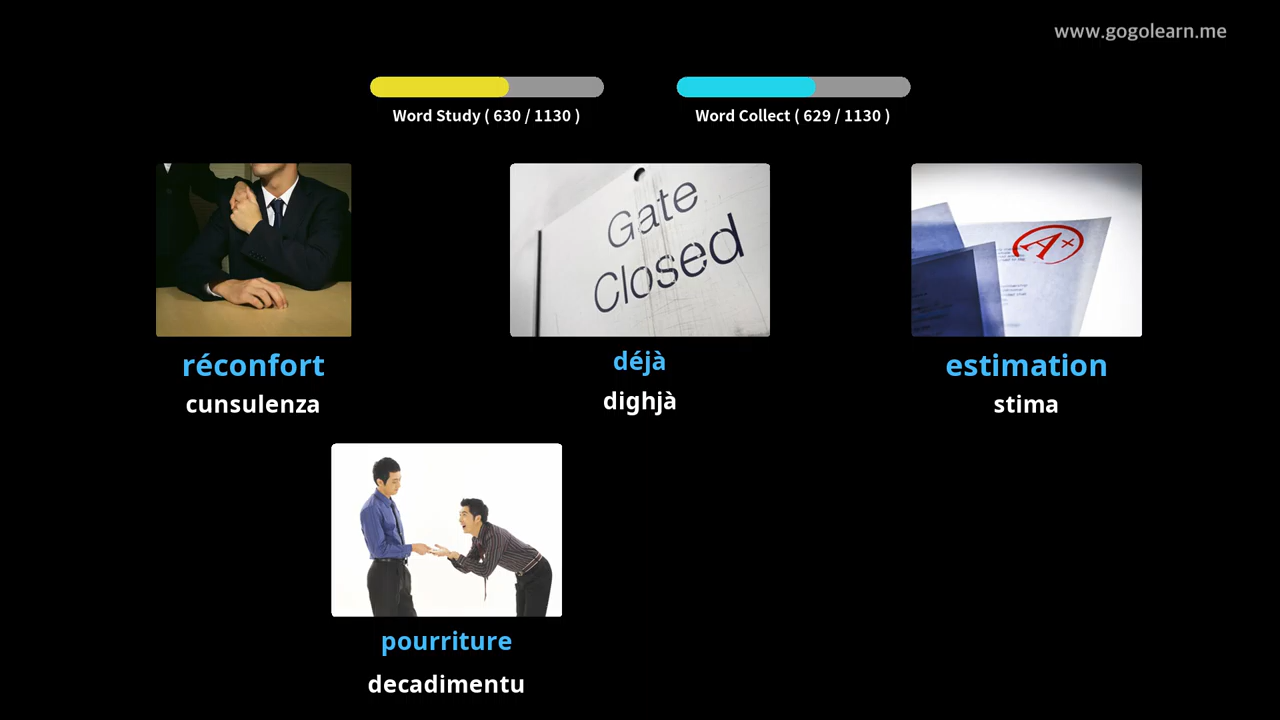 www.gogolearn.me
Word Study ( 630 / 1130 )
Word Collect ( 629 / 1130 )
Gate
Closed
A+
réconfort
cunsulenza
déjà
dighjà
estimation
stima
pourriture
decadimentu